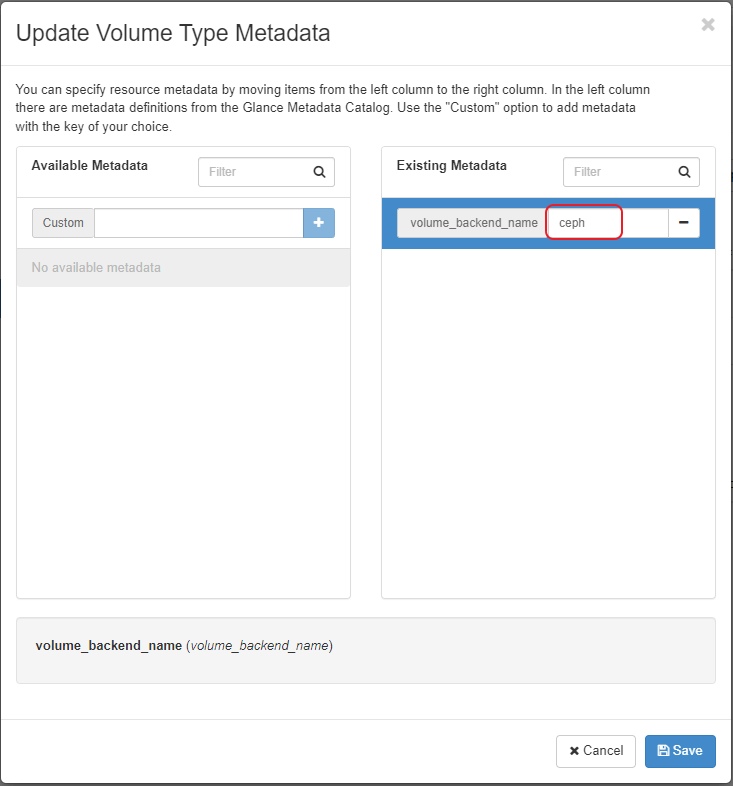 Update Volume Type Metadata
You can specify resource metadata by moving items from the left column to the right column. In the left column
there are metadata definitions from the Glance Metadata Catalog. Use the "Custom" option to add metadata
with the key of your choice.
Available Metadata
Filter
Existing Metadata
Filter
Custom
volume_backend_name
ceph
No available metadata
volume_backend_name (volume_backend_name)
Cancel
Save